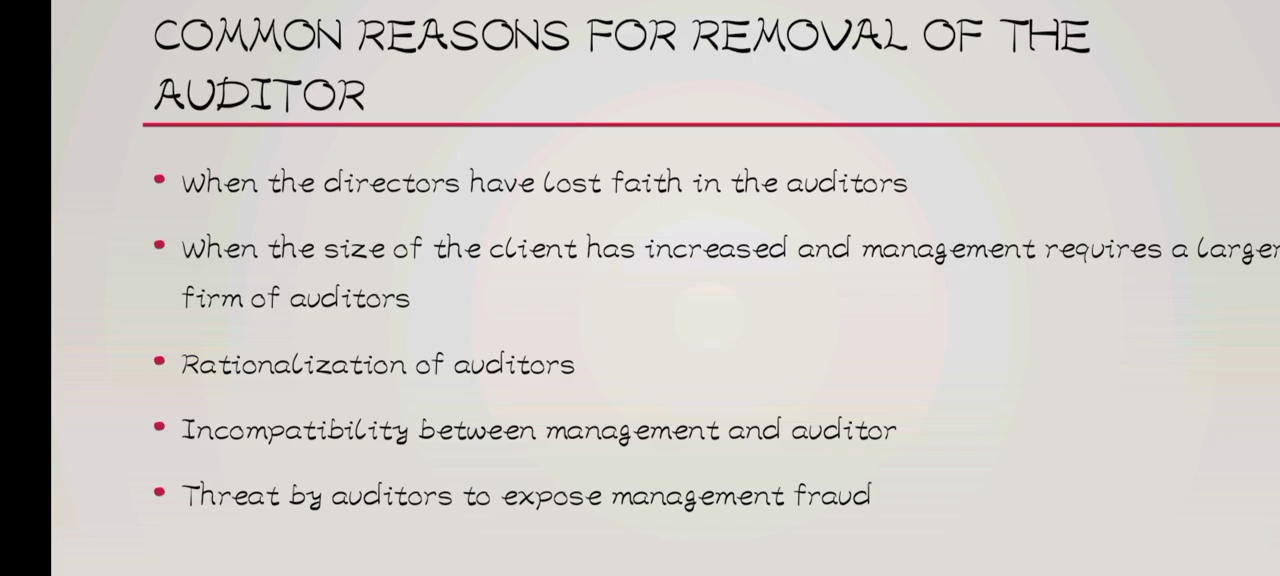 COMMON REASONS FOR REMOVAL OF THE
AUDITOR
• When the directors have lost faith in the auditors
• When the size of the client has increased and management requires a larger
firm of auditors
• Rationalization of auditors
• Incompatibility between management and auditor
• Threat by auditors to expose management fraud